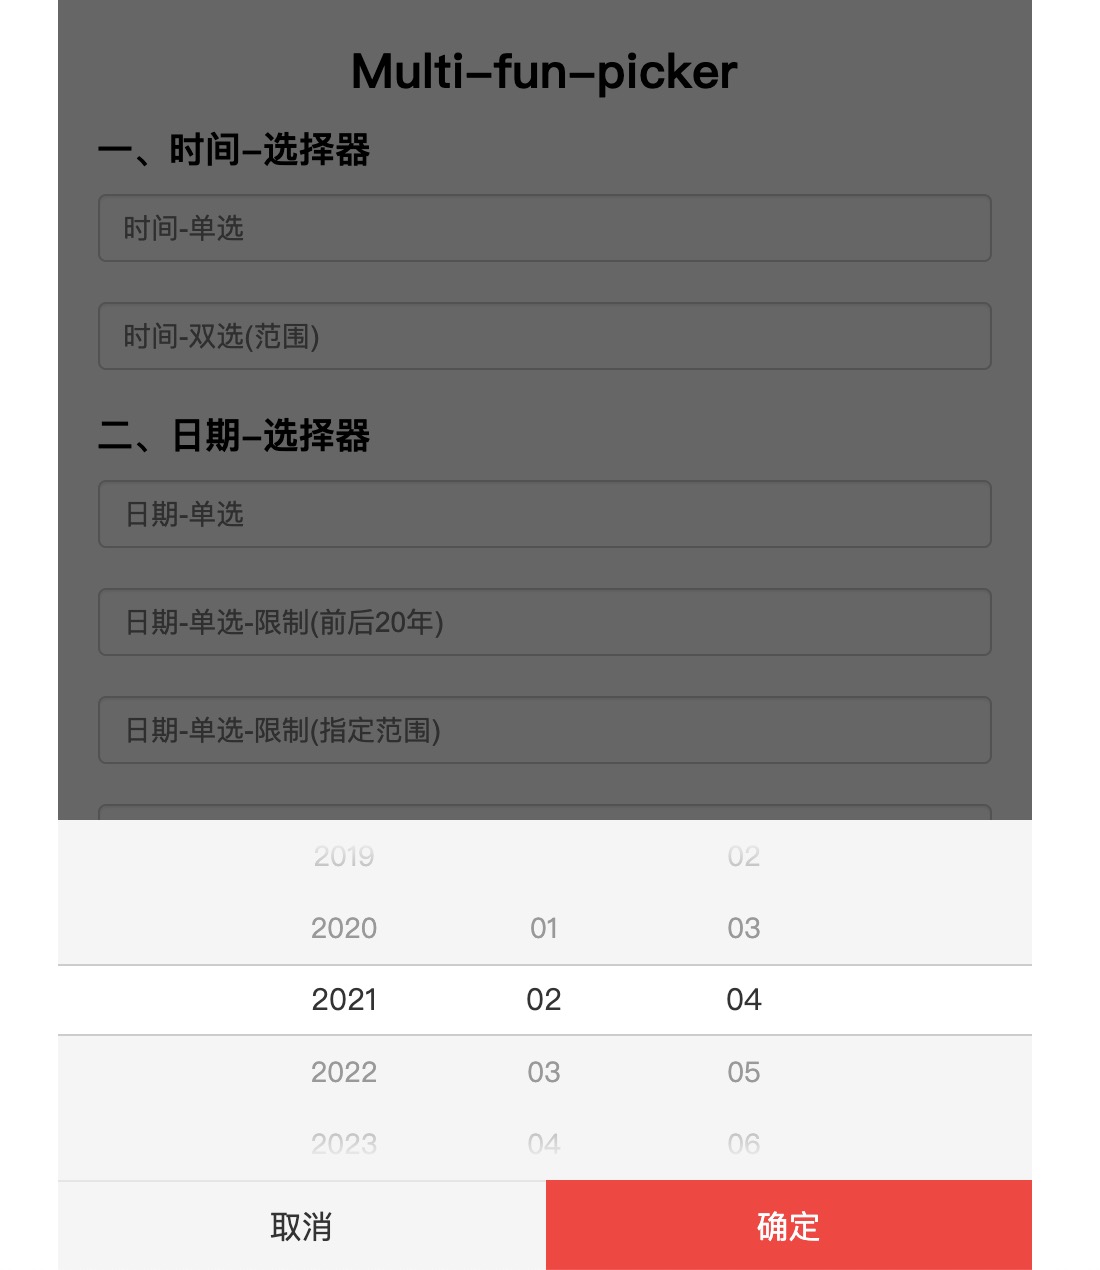 Multi-fun-picker
一、时间-选择器
时间-单选
时间-双选(范围)
二、日期-选择器
日期-单选
日期-单选-限制(前后20年)
日期-单选-限制(指定范围)
2019 02
2020 01 03
2021 02 04
2022 03 05
2023 04 06
取消 确定